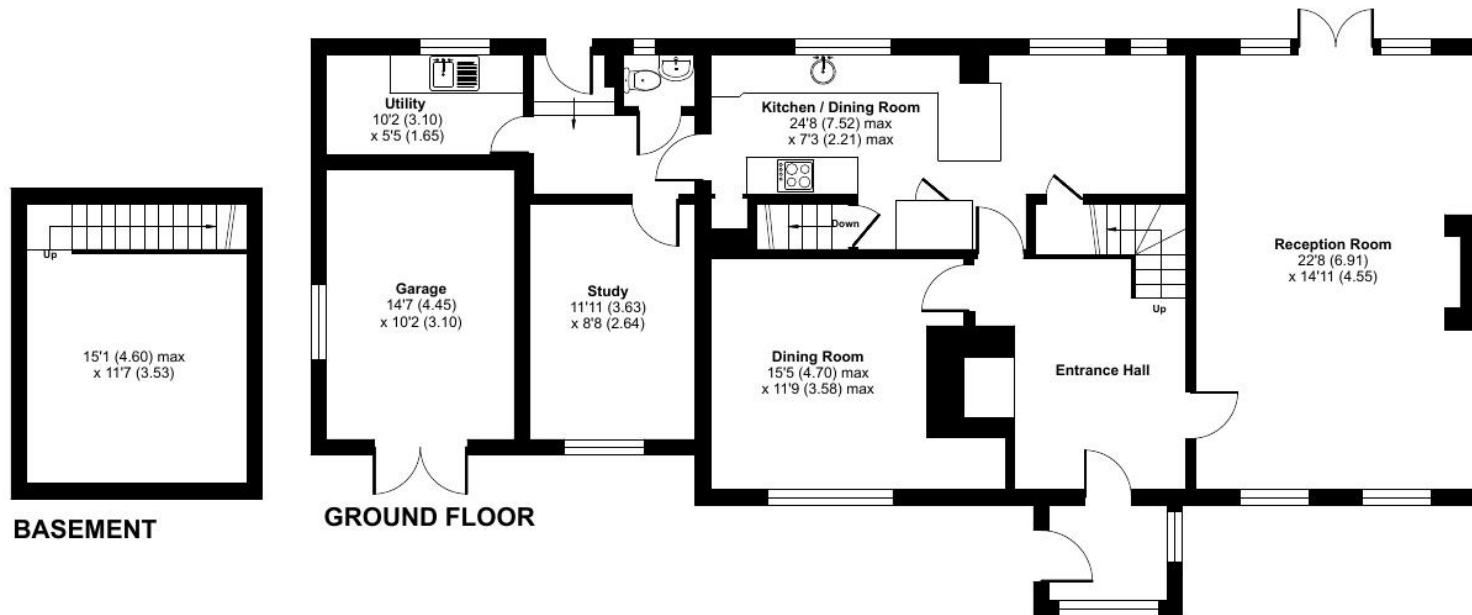 Utility
10'2 (3.10)
x 5'5 (1.65)
Kitchen / Dining Room
24'8 (7.52) max
x 7'3 (2.21) max
Down
Up
Garage
14'7 (4.45)
x 10'2 (3.10)
Study
11'11 (3.63)
x 8'8 (2.64)
Reception Room
22'8 (6.91)
x 14'11 (4.55)
Up
15'1 (4.60) max
x 11'7 (3.53)
Dining Room
15'5 (4.70) max
x 11'9 (3.58) max
Entrance Hall
BASEMENT
GROUND FLOOR